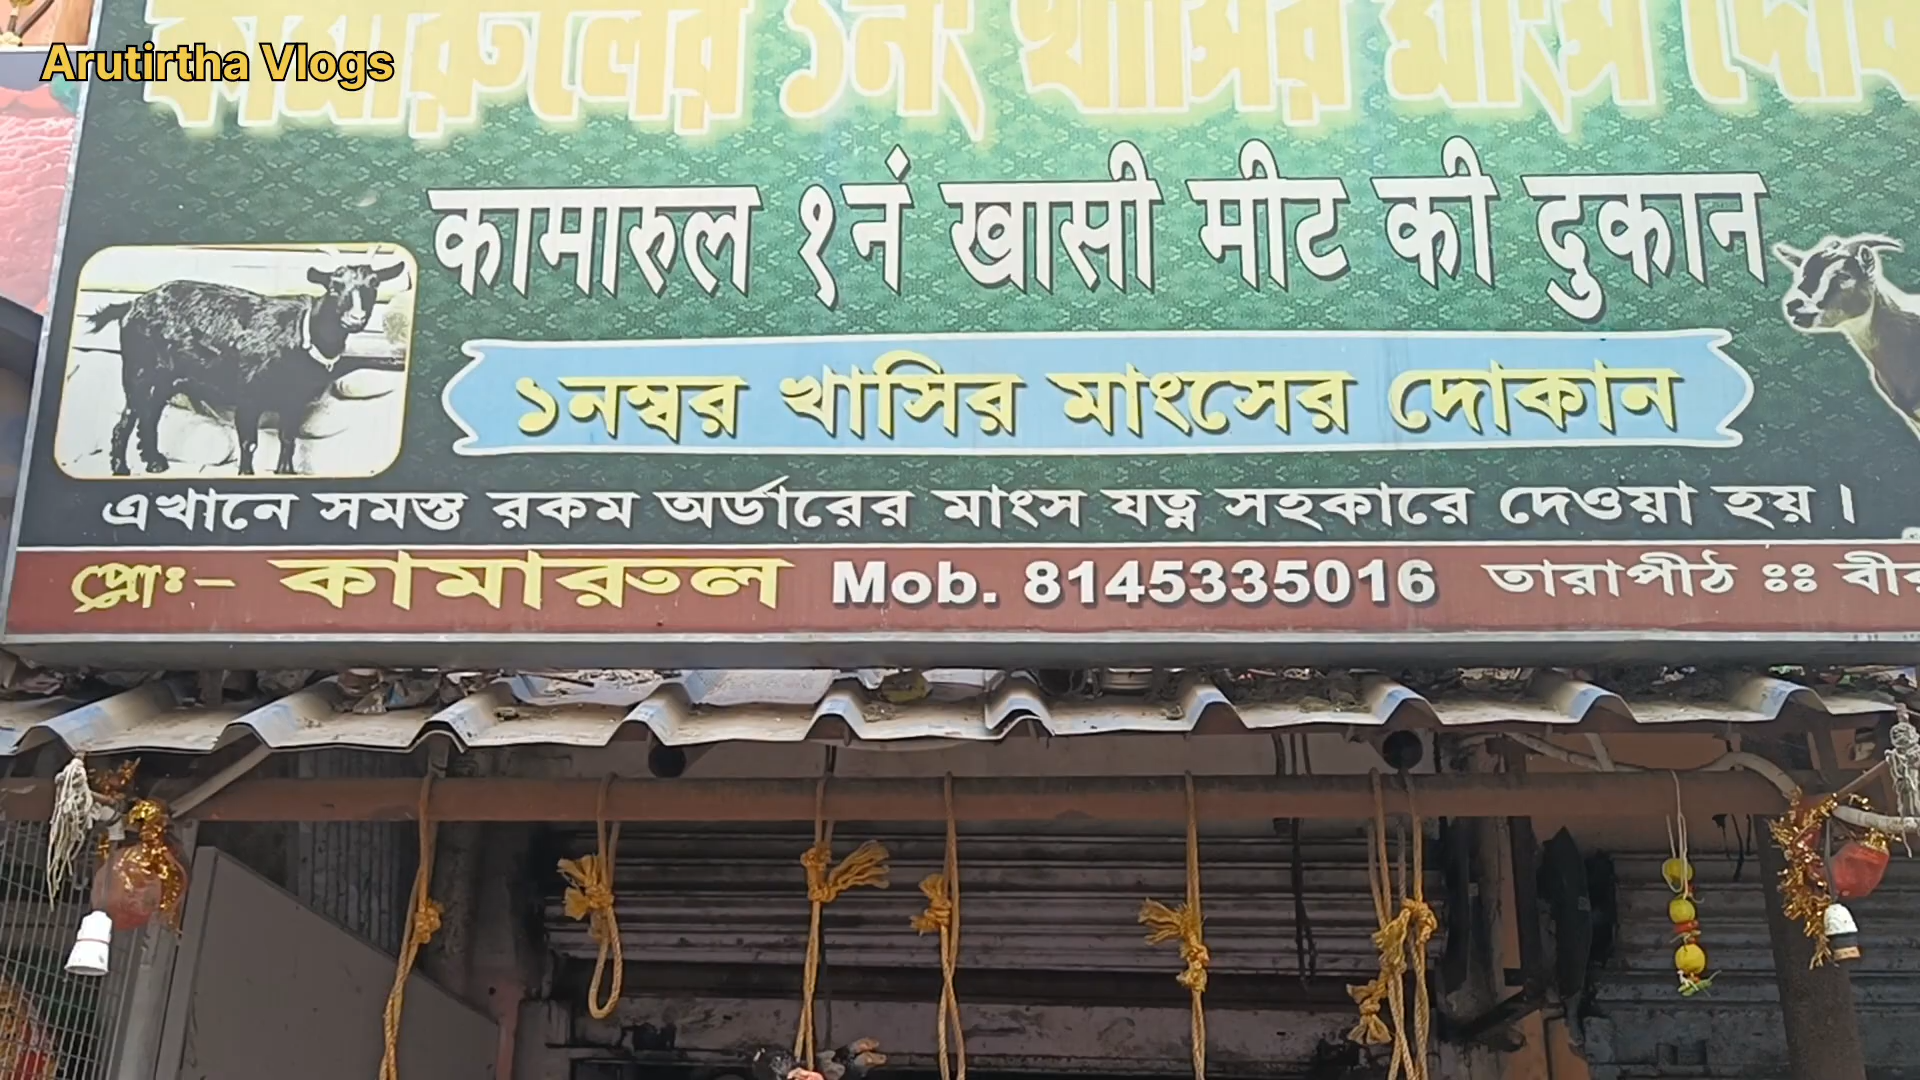 Arutirtha Vlogs
কামারুলের ১নং খাসির মাংস
कामारुल १नं खासी मीट की दुकान
১নম্বর খাসির মাংসের দোকান
এখানে সমস্ত রকম অর্ডারের মাংস যত্ন সহকারে দেওয়া হয়।
প্রোঃ- কামারুল Mob. 8145335016 তারাপীঠ ঃঃ